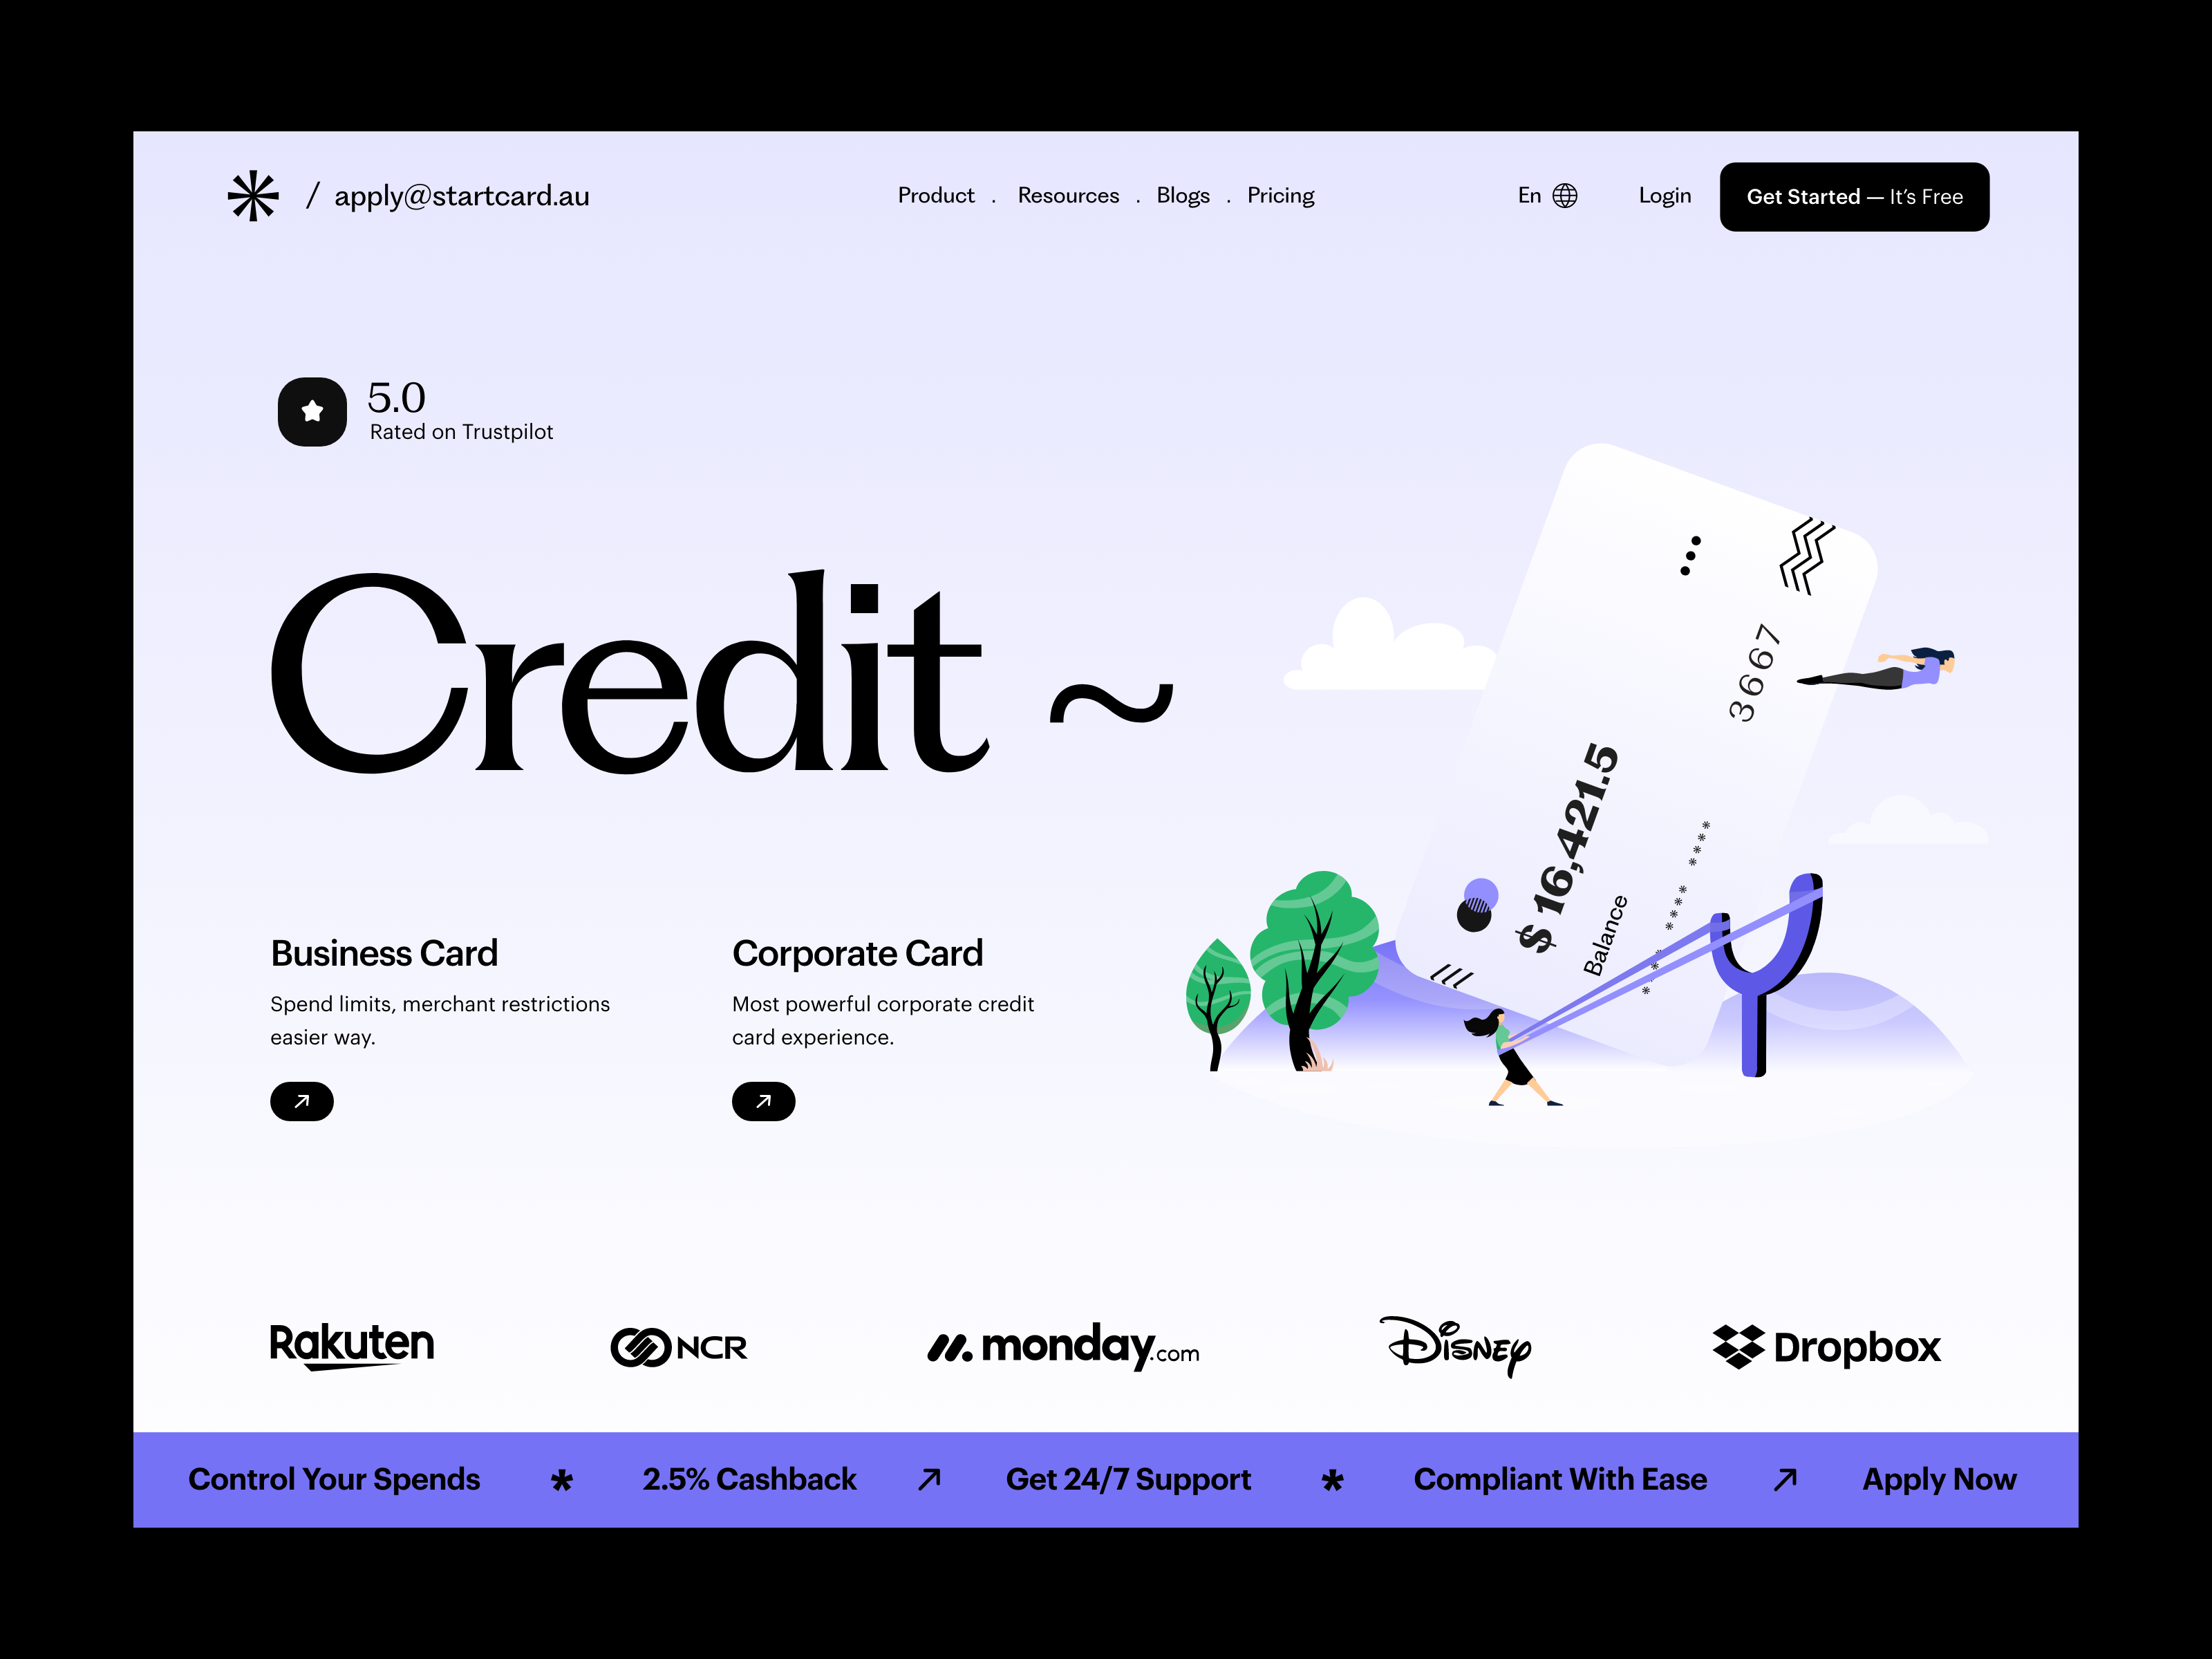 / apply@startcard.au
Product . Resources . Blogs . Pricing
En
Login
Get Started — It's Free
5.0
Rated on Trustpilot
Credit ~
3667
$ 16,421.5
Balance
**** **** ****
Business Card
Spend limits, merchant restrictions
easier way.
Corporate Card
Most powerful corporate credit
card experience.
Rakuten
NCR
monday.com
Disney
Dropbox
Control Your Spends * 2.5% Cashback ↗ Get 24/7 Support * Compliant With Ease ↗ Apply Now